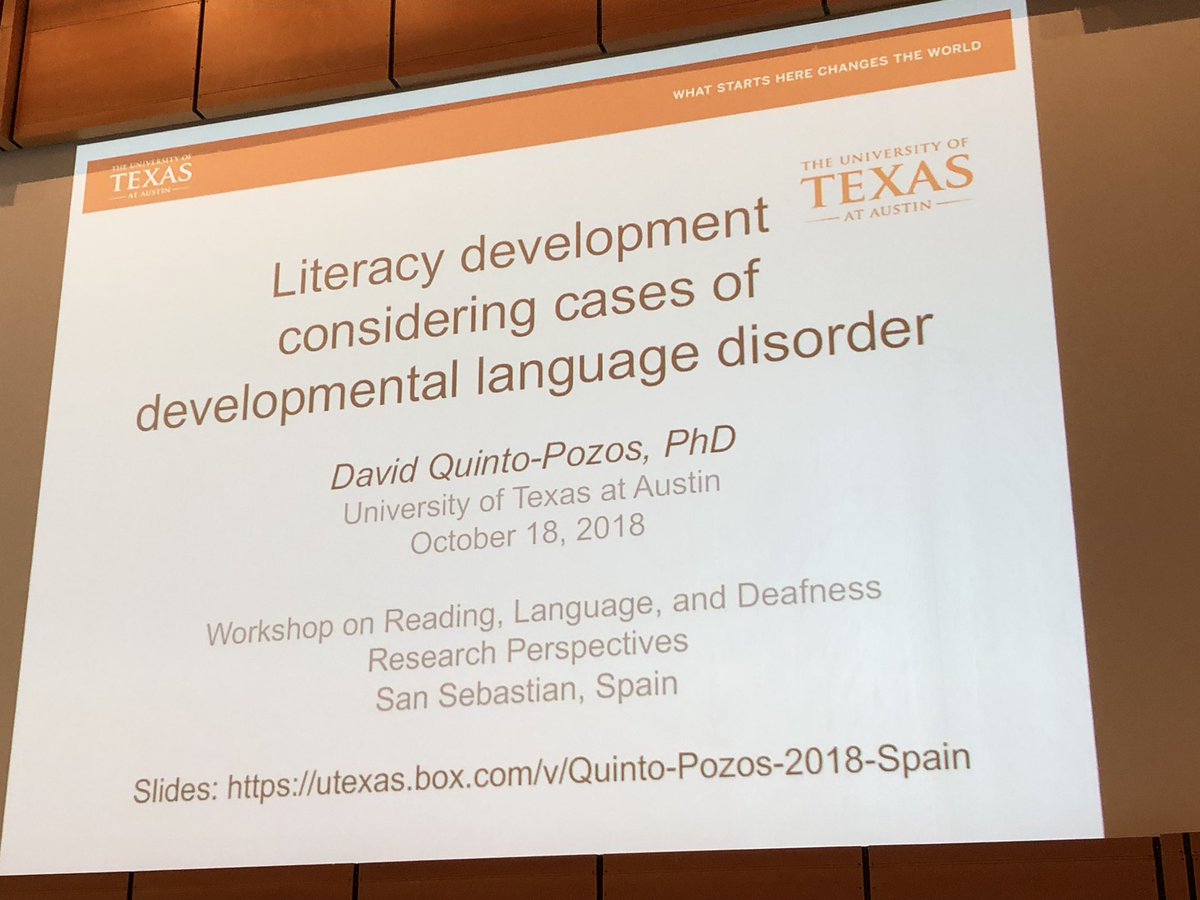 WHAT STARTS HERE CHANGES THE WORLD
THE UNIVERSITY OF
TEXAS
AT AUSTIN
THE UNIVERSITY OF
TEXAS
AT AUSTIN
Literacy development
considering cases of
developmental language disorder
David Quinto-Pozos, PhD
University of Texas at Austin
October 18, 2018
Workshop on Reading, Language, and Deafness
Research Perspectives
San Sebastian, Spain
Slides: https://utexas.box.com/v/Quinto-Pozos-2018-Spain